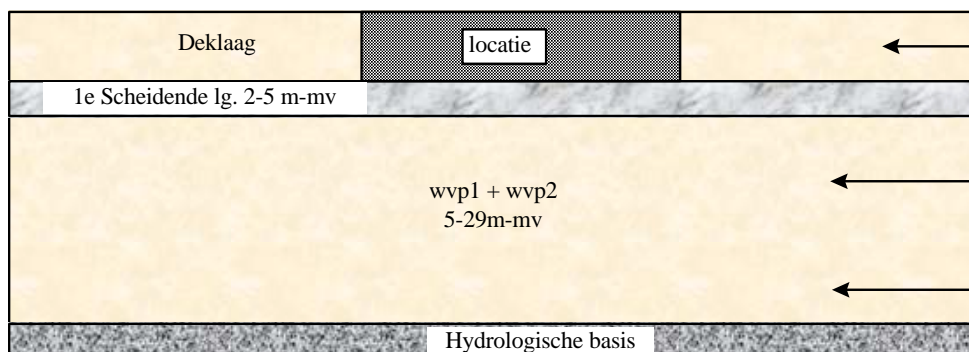 Deklaag
locatie
1e Scheidende lg. 2-5 m-mv
wvp1 + wvp2
5-29m-mv
Hydrologische basis